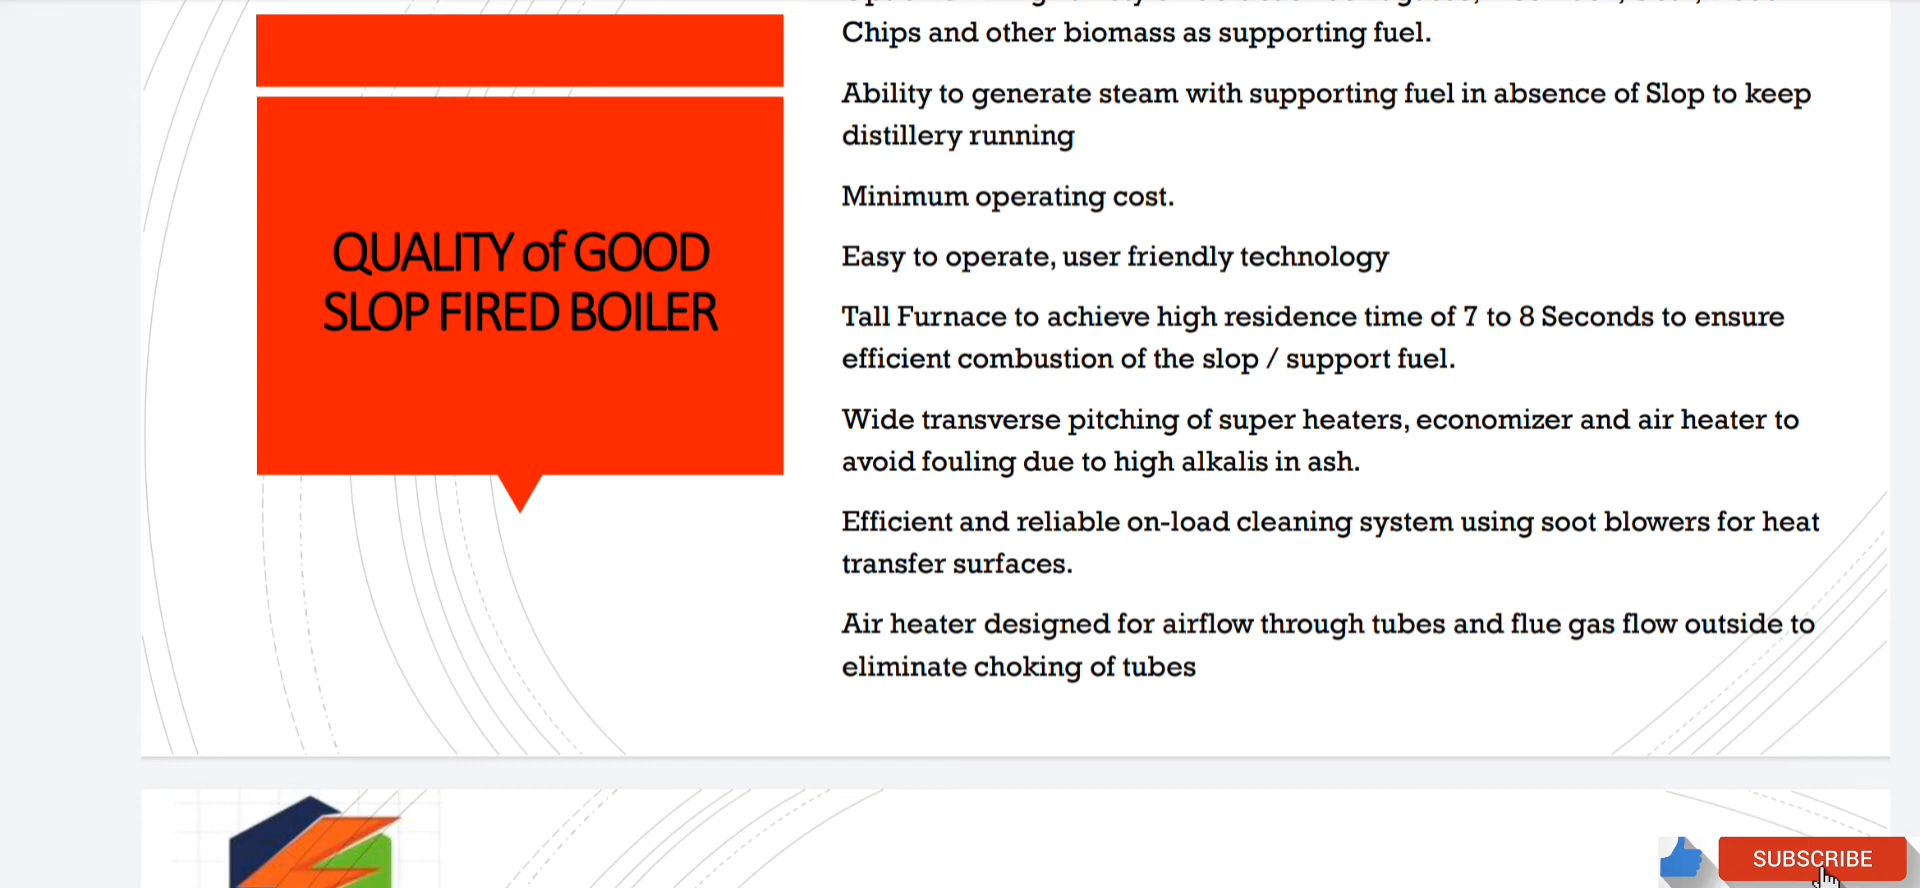 QUALITY of GOOD
SLOP FIRED BOILER
Chips and other biomass as supporting fuel.
Ability to generate steam with supporting fuel in absence of Slop to keep
distillery running
Minimum operating cost.
Easy to operate, user friendly technology
Tall Furnace to achieve high residence time of 7 to 8 Seconds to ensure
efficient combustion of the slop / support fuel.
Wide transverse pitching of super heaters, economizer and air heater to
avoid fouling due to high alkalis in ash.
Efficient and reliable on-load cleaning system using soot blowers for heat
transfer surfaces.
Air heater designed for airflow through tubes and flue gas flow outside to
eliminate choking of tubes
SUBSCRIBE